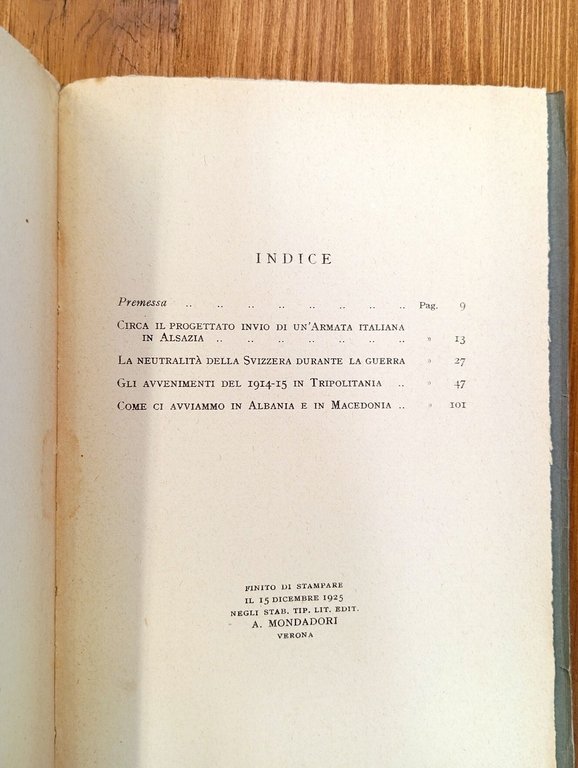 INDICE
Premessa .. .. .. .. .. .. .. .. Pag. 9
CIRCA IL PROGETTATO INVIO DI UN'ARMATA ITALIANA
IN ALSAZIA .. .. .. .. .. .. .. » 13
LA NEUTRALITÀ DELLA SVIZZERA DURANTE LA GUERRA » 27
GLI AVVENIMENTI DEL 1914-15 IN TRIPOLITANIA .. » 47
COME CI AVVIAMMO IN ALBANIA E IN MACEDONIA .. » 101
FINITO DI STAMPARE
IL 15 DICEMBRE 1925
NEGLI STAB. TIP. LIT. EDIT.
A. MONDADORI
VERONA